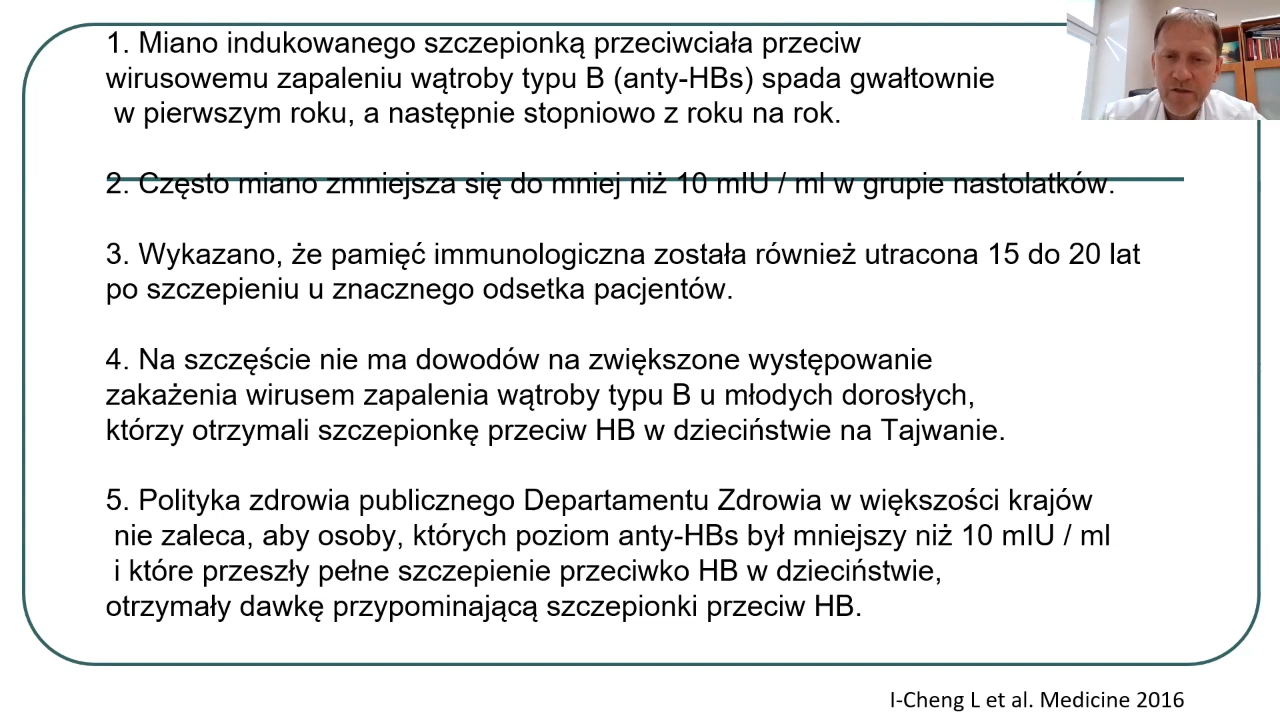 1. Miano indukowanego szczepionką przeciwciała przeciw
wirusowemu zapaleniu wątroby typu B (anty-HBs) spada gwałtownie
w pierwszym roku, a następnie stopniowo z roku na rok.
2. Często miano zmniejsza się do mniej niż 10 mIU / ml w grupie nastolatków.
3. Wykazano, że pamięć immunologiczna została również utracona 15 do 20 lat
po szczepieniu u znacznego odsetka pacjentów.
4. Na szczęście nie ma dowodów na zwiększone występowanie
zakażenia wirusem zapalenia wątroby typu B u młodych dorosłych,
którzy otrzymali szczepionkę przeciw HB w dzieciństwie na Tajwanie.
5. Polityka zdrowia publicznego Departamentu Zdrowia w większości krajów
nie zaleca, aby osoby, których poziom anty-HBs był mniejszy niż 10 mIU / ml
i które przeszły pełne szczepienie przeciwko HB w dzieciństwie,
otrzymały dawkę przypominającą szczepionki przeciw HB.
I-Cheng L et al. Medicine 2016